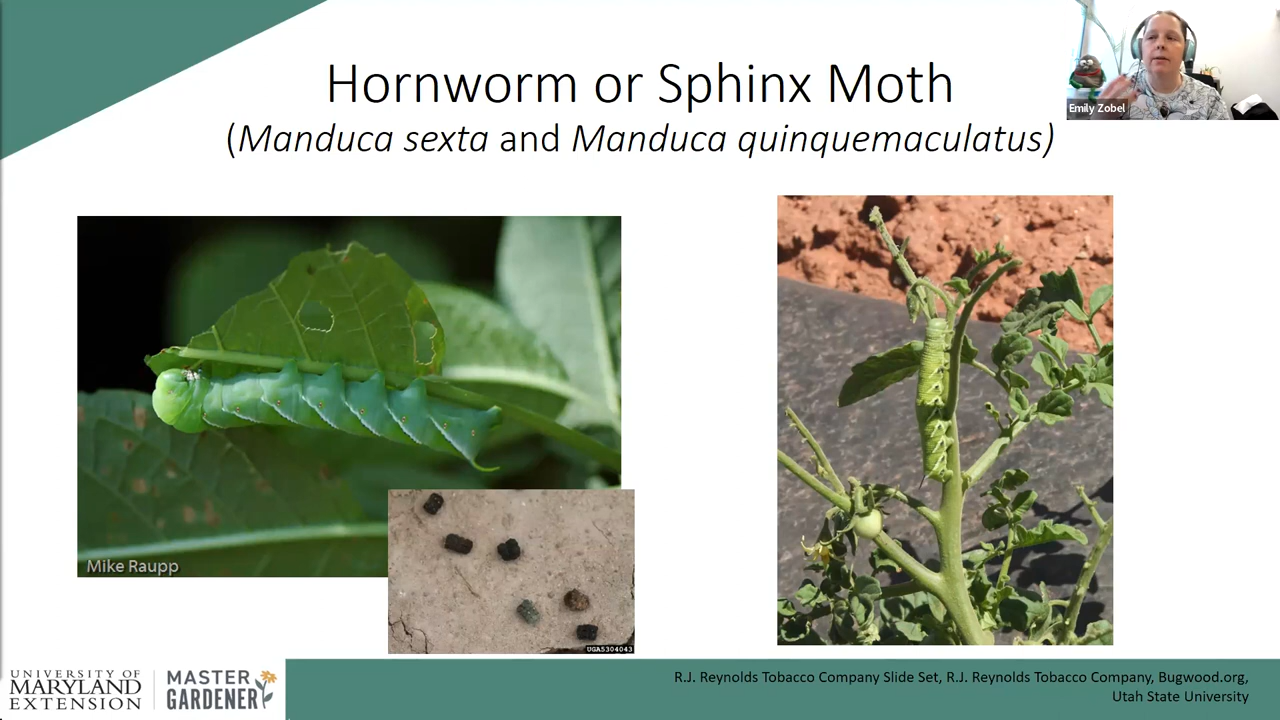 Hornworm or Sphinx Moth
(Manduca sexta and Manduca quinquemaculatus)
Emily Zobel
Mike Raupp
UGA5304043
UNIVERSITY OF
MARYLAND
EXTENSION
MASTER
GARDENER
R.J. Reynolds Tobacco Company Slide Set, R.J. Reynolds Tobacco Company, Bugwood.org,
Utah State University